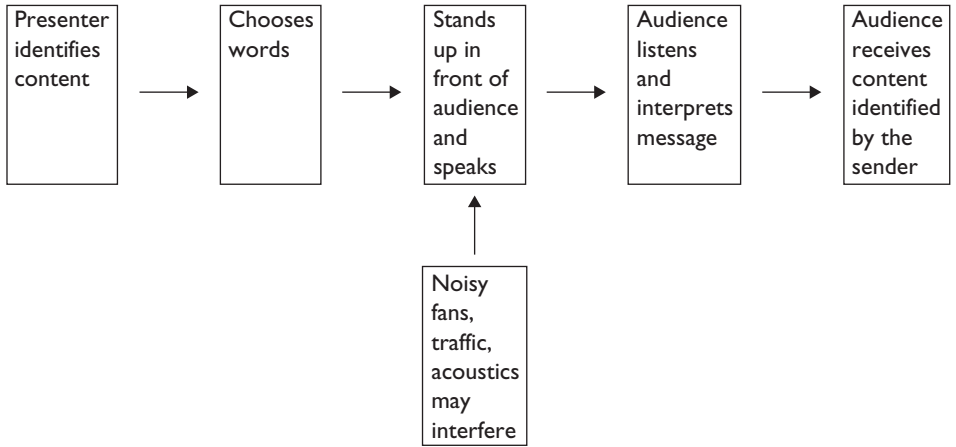 Presenter
identifies
content
Chooses
words
Stands
up in
front of
audience
and
speaks
Audience
listens
and
interprets
message
Audience
receives
content
identified
by the
sender
Noisy
fans,
traffic,
acoustics
may
interfere